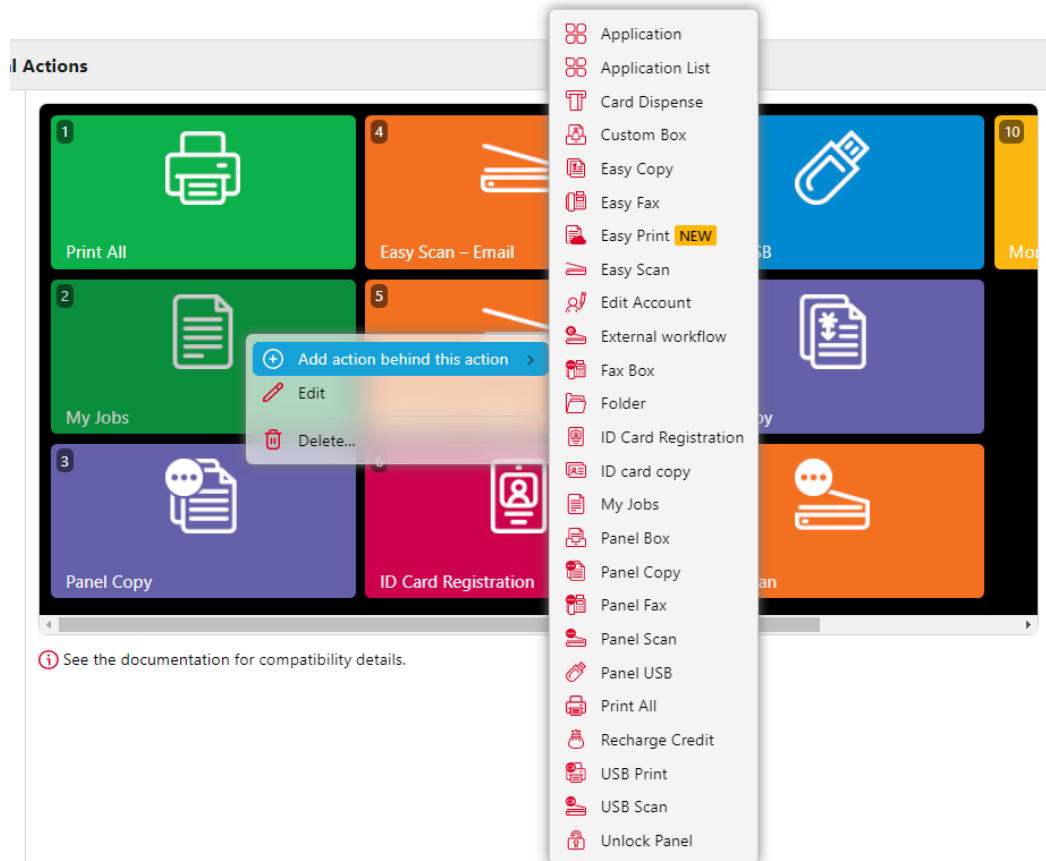 l Actions
1
Print All
4
Easy Scan – Email
SB
10
Mo
2
My Jobs
5
py
3
Panel Copy
6
ID Card Registration
an
Add action behind this action
Edit
Delete...
Application
Application List
Card Dispense
Custom Box
Easy Copy
Easy Fax
Easy Print NEW
Easy Scan
Edit Account
External workflow
Fax Box
Folder
ID Card Registration
ID card copy
My Jobs
Panel Box
Panel Copy
Panel Fax
Panel Scan
Panel USB
Print All
Recharge Credit
USB Print
USB Scan
Unlock Panel
See the documentation for compatibility details.